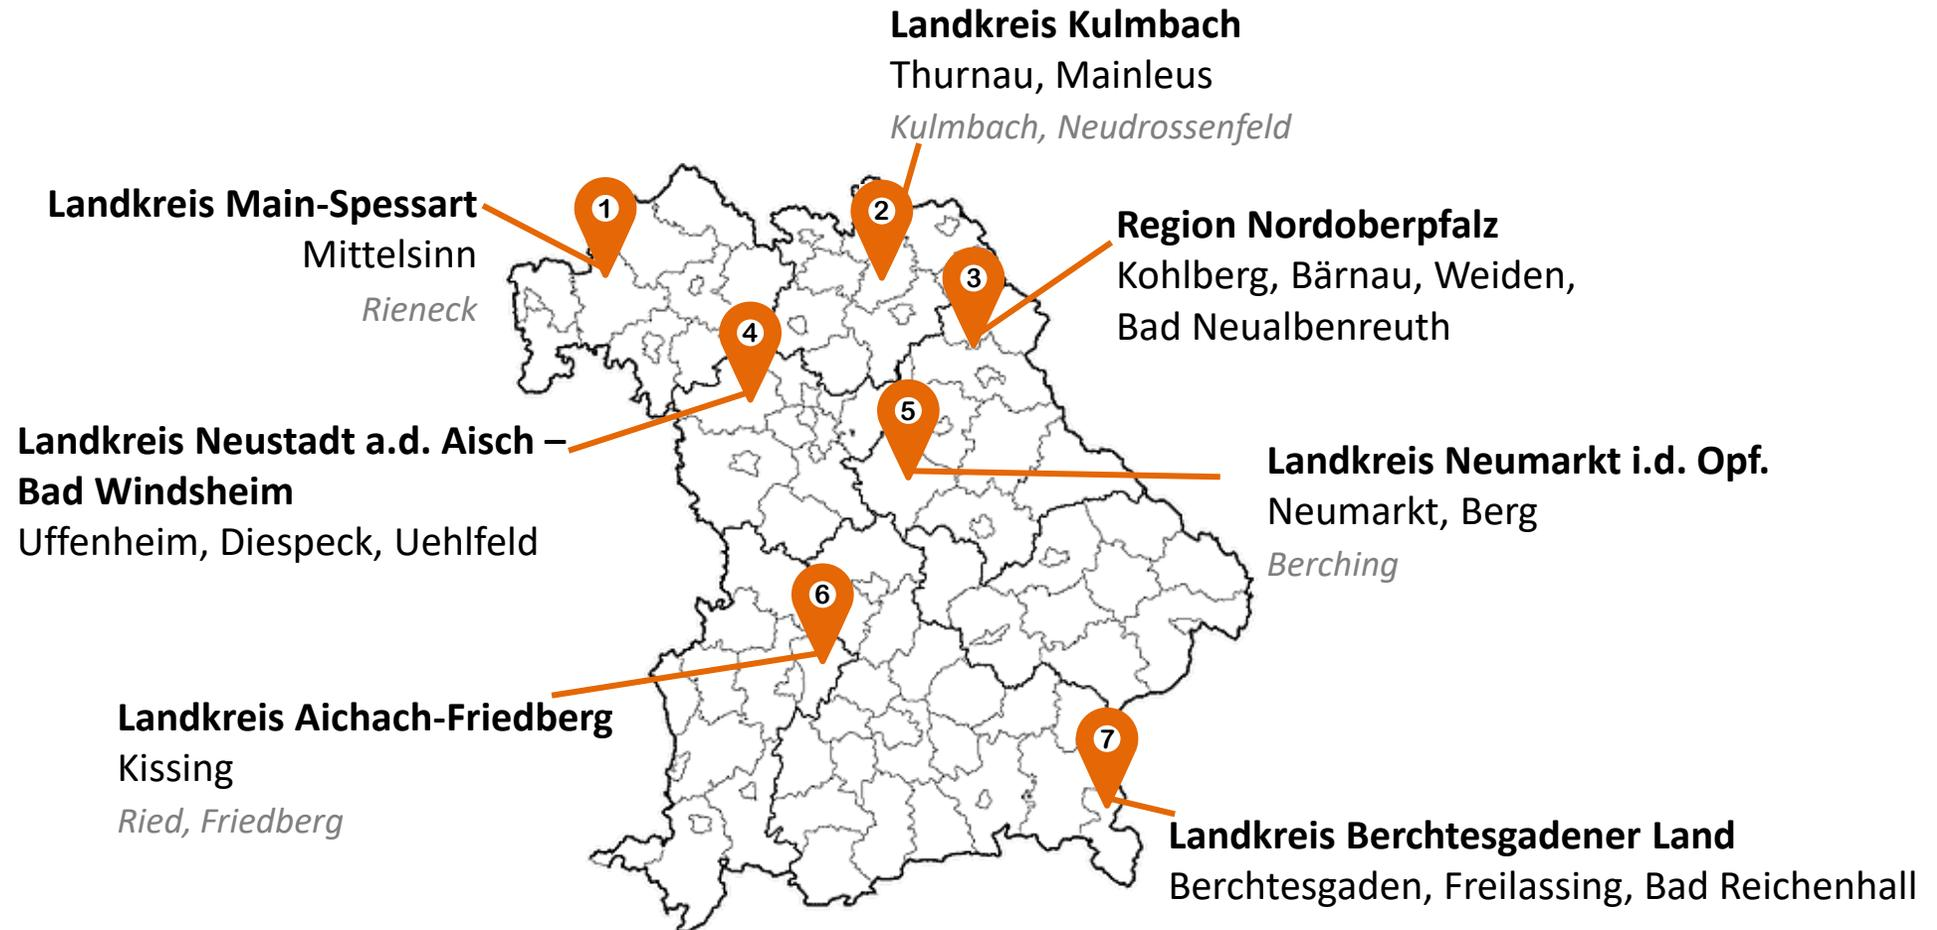 Landkreis Kulmbach
Thurnau, Mainleus
Kulmbach, Neudrossenfeld
Landkreis Main-Spessart
Mittelsinn
Rieneck
1
2
Region Nordoberpfalz
Kohlberg, Bärnau, Weiden,
Bad Neualbenreuth
3
4
Landkreis Neustadt a.d. Aisch –
Bad Windsheim
Uffenheim, Diespeck, Uehlfeld
5
Landkreis Neumarkt i.d. Opf.
Neumarkt, Berg
Berching
6
Landkreis Aichach-Friedberg
Kissing
Ried, Friedberg
7
Landkreis Berchtesgadener Land
Berchtesgaden, Freilassing, Bad Reichenhall